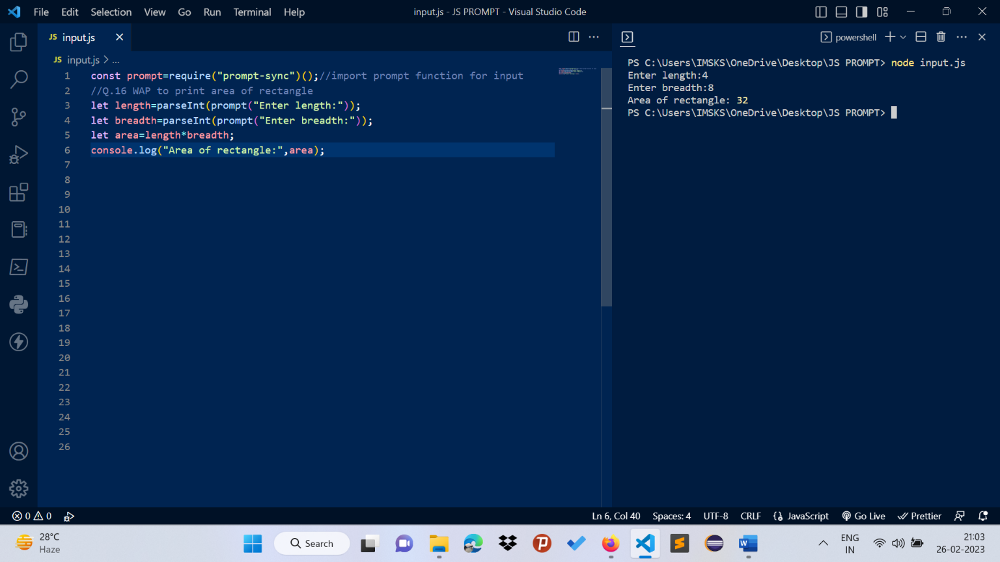 File Edit Selection View Go Run Terminal Help
input.js - JS PROMPT - Visual Studio Code
JS input.js
powershell
JS input.js > ...
1 const prompt=require("prompt-sync")();//import prompt function for input
2 //Q.16 WAP to print area of rectangle
3 let length=parseInt(prompt("Enter length:"));
4 let breadth=parseInt(prompt("Enter breadth:"));
5 let area=length*breadth;
6 console.log("Area of rectangle:",area);
7
8
9
10
11
12
13
14
15
16
17
18
19
20
21
22
23
24
25
26
PS C:\Users\IMSKS\OneDrive\Desktop\JS PROMPT> node input.js
Enter length:4
Enter breadth:8
Area of rectangle: 32
PS C:\Users\IMSKS\OneDrive\Desktop\JS PROMPT>
0 0 Ln 6, Col 40 Spaces: 4 UTF-8 CRLF JavaScript Go Live Prettier
28°C
Haze
Search
ENG
IN
21:03
26-02-2023